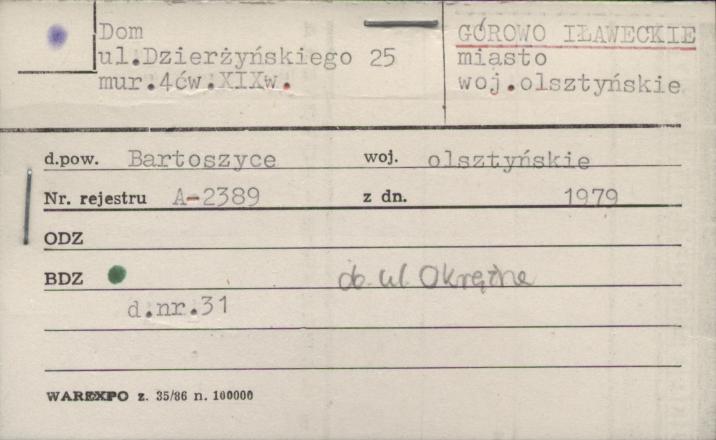 Dom
ul.Dzierżyńskiego 25
mur.4ćw.XIXw.
GÓROWO IŁAWECKIE
miasto
woj.olsztyńskie
d.pow. Bartoszyce woj. olsztyńskie
Nr. rejestru A-2389 z dn. 1979
ODZ
BDZ ob. ul Okrężna
d.nr.31
WAREXPO z. 35/86 n. 100000